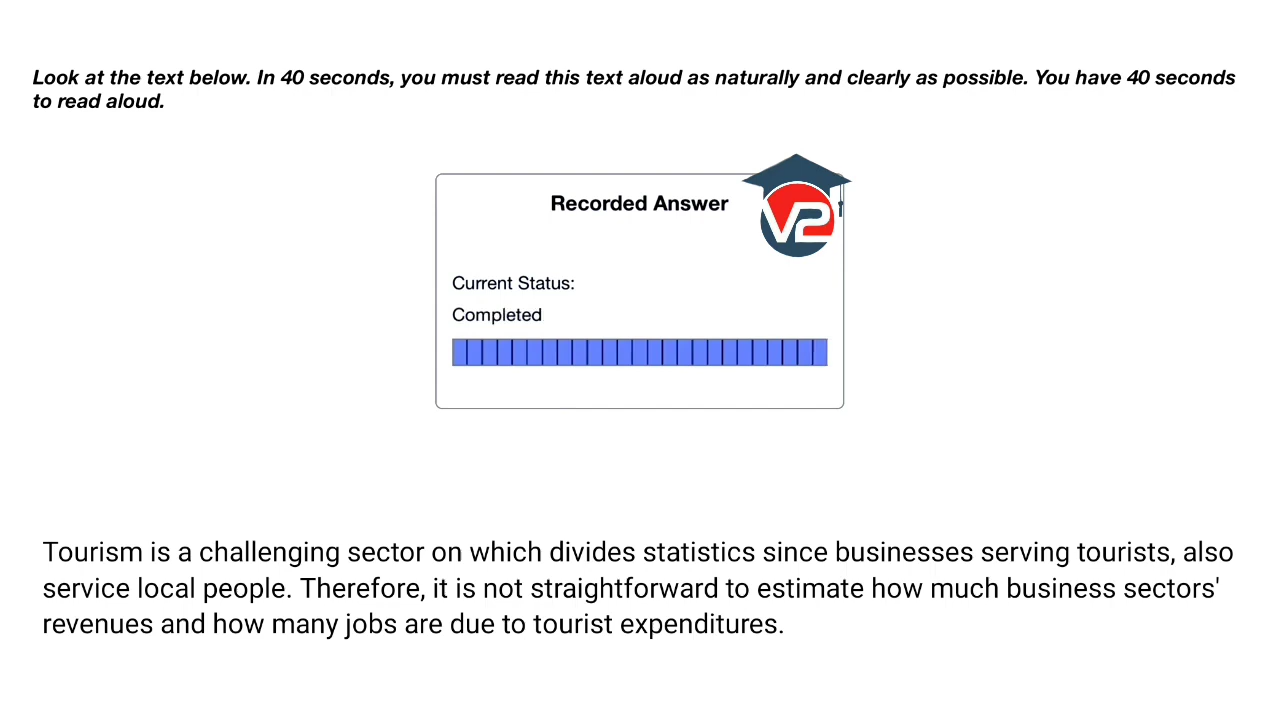 Look at the text below. In 40 seconds, you must read this text aloud as naturally and clearly as possible. You have 40 seconds
to read aloud.
Recorded Answer
V2
Current Status:
Completed
Tourism is a challenging sector on which divides statistics since businesses serving tourists, also
service local people. Therefore, it is not straightforward to estimate how much business sectors'
revenues and how many jobs are due to tourist expenditures.